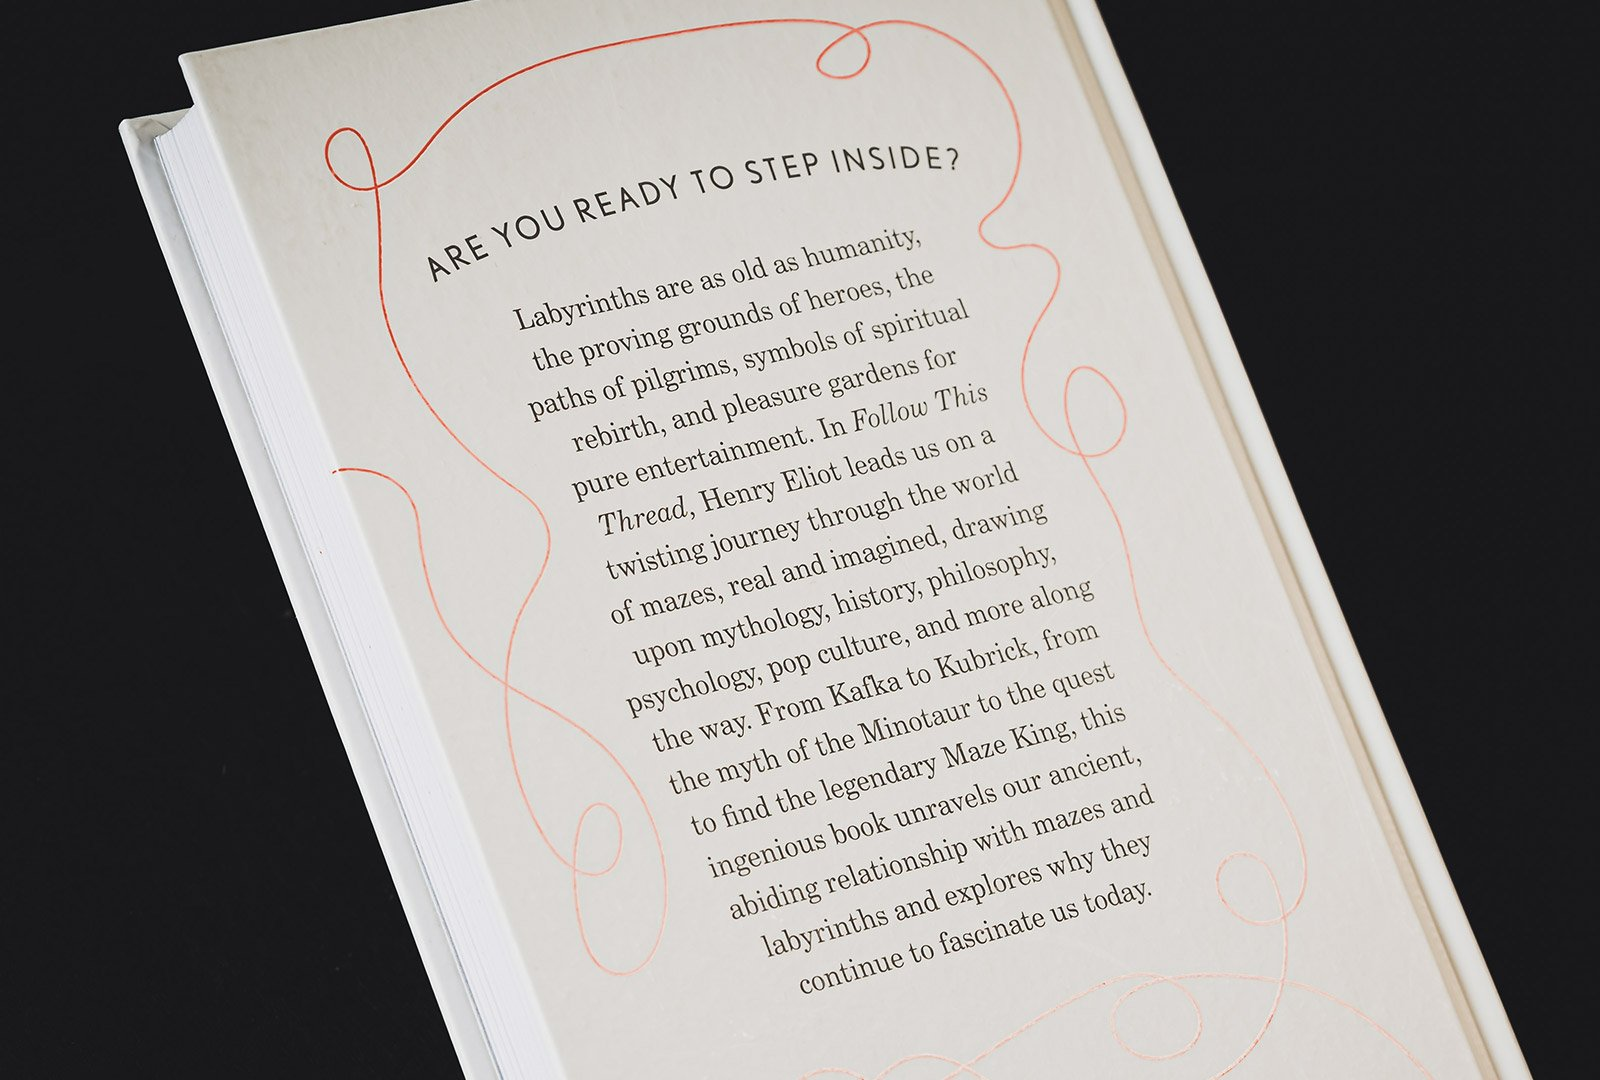 ARE YOU READY TO STEP INSIDE?
Labyrinths are as old as humanity,
the proving grounds of heroes, the
paths of pilgrims, symbols of spiritual
rebirth, and pleasure gardens for
pure entertainment. In Follow This
Thread, Henry Eliot leads us on a
twisting journey through the world
of mazes, real and imagined, drawing
upon mythology, history, philosophy,
psychology, pop culture, and more along
the way. From Kafka to Kubrick, from
the myth of the Minotaur to the quest
to find the legendary Maze King, this
ingenious book unravels our ancient,
abiding relationship with mazes and
labyrinths and explores why they
continue to fascinate us today.